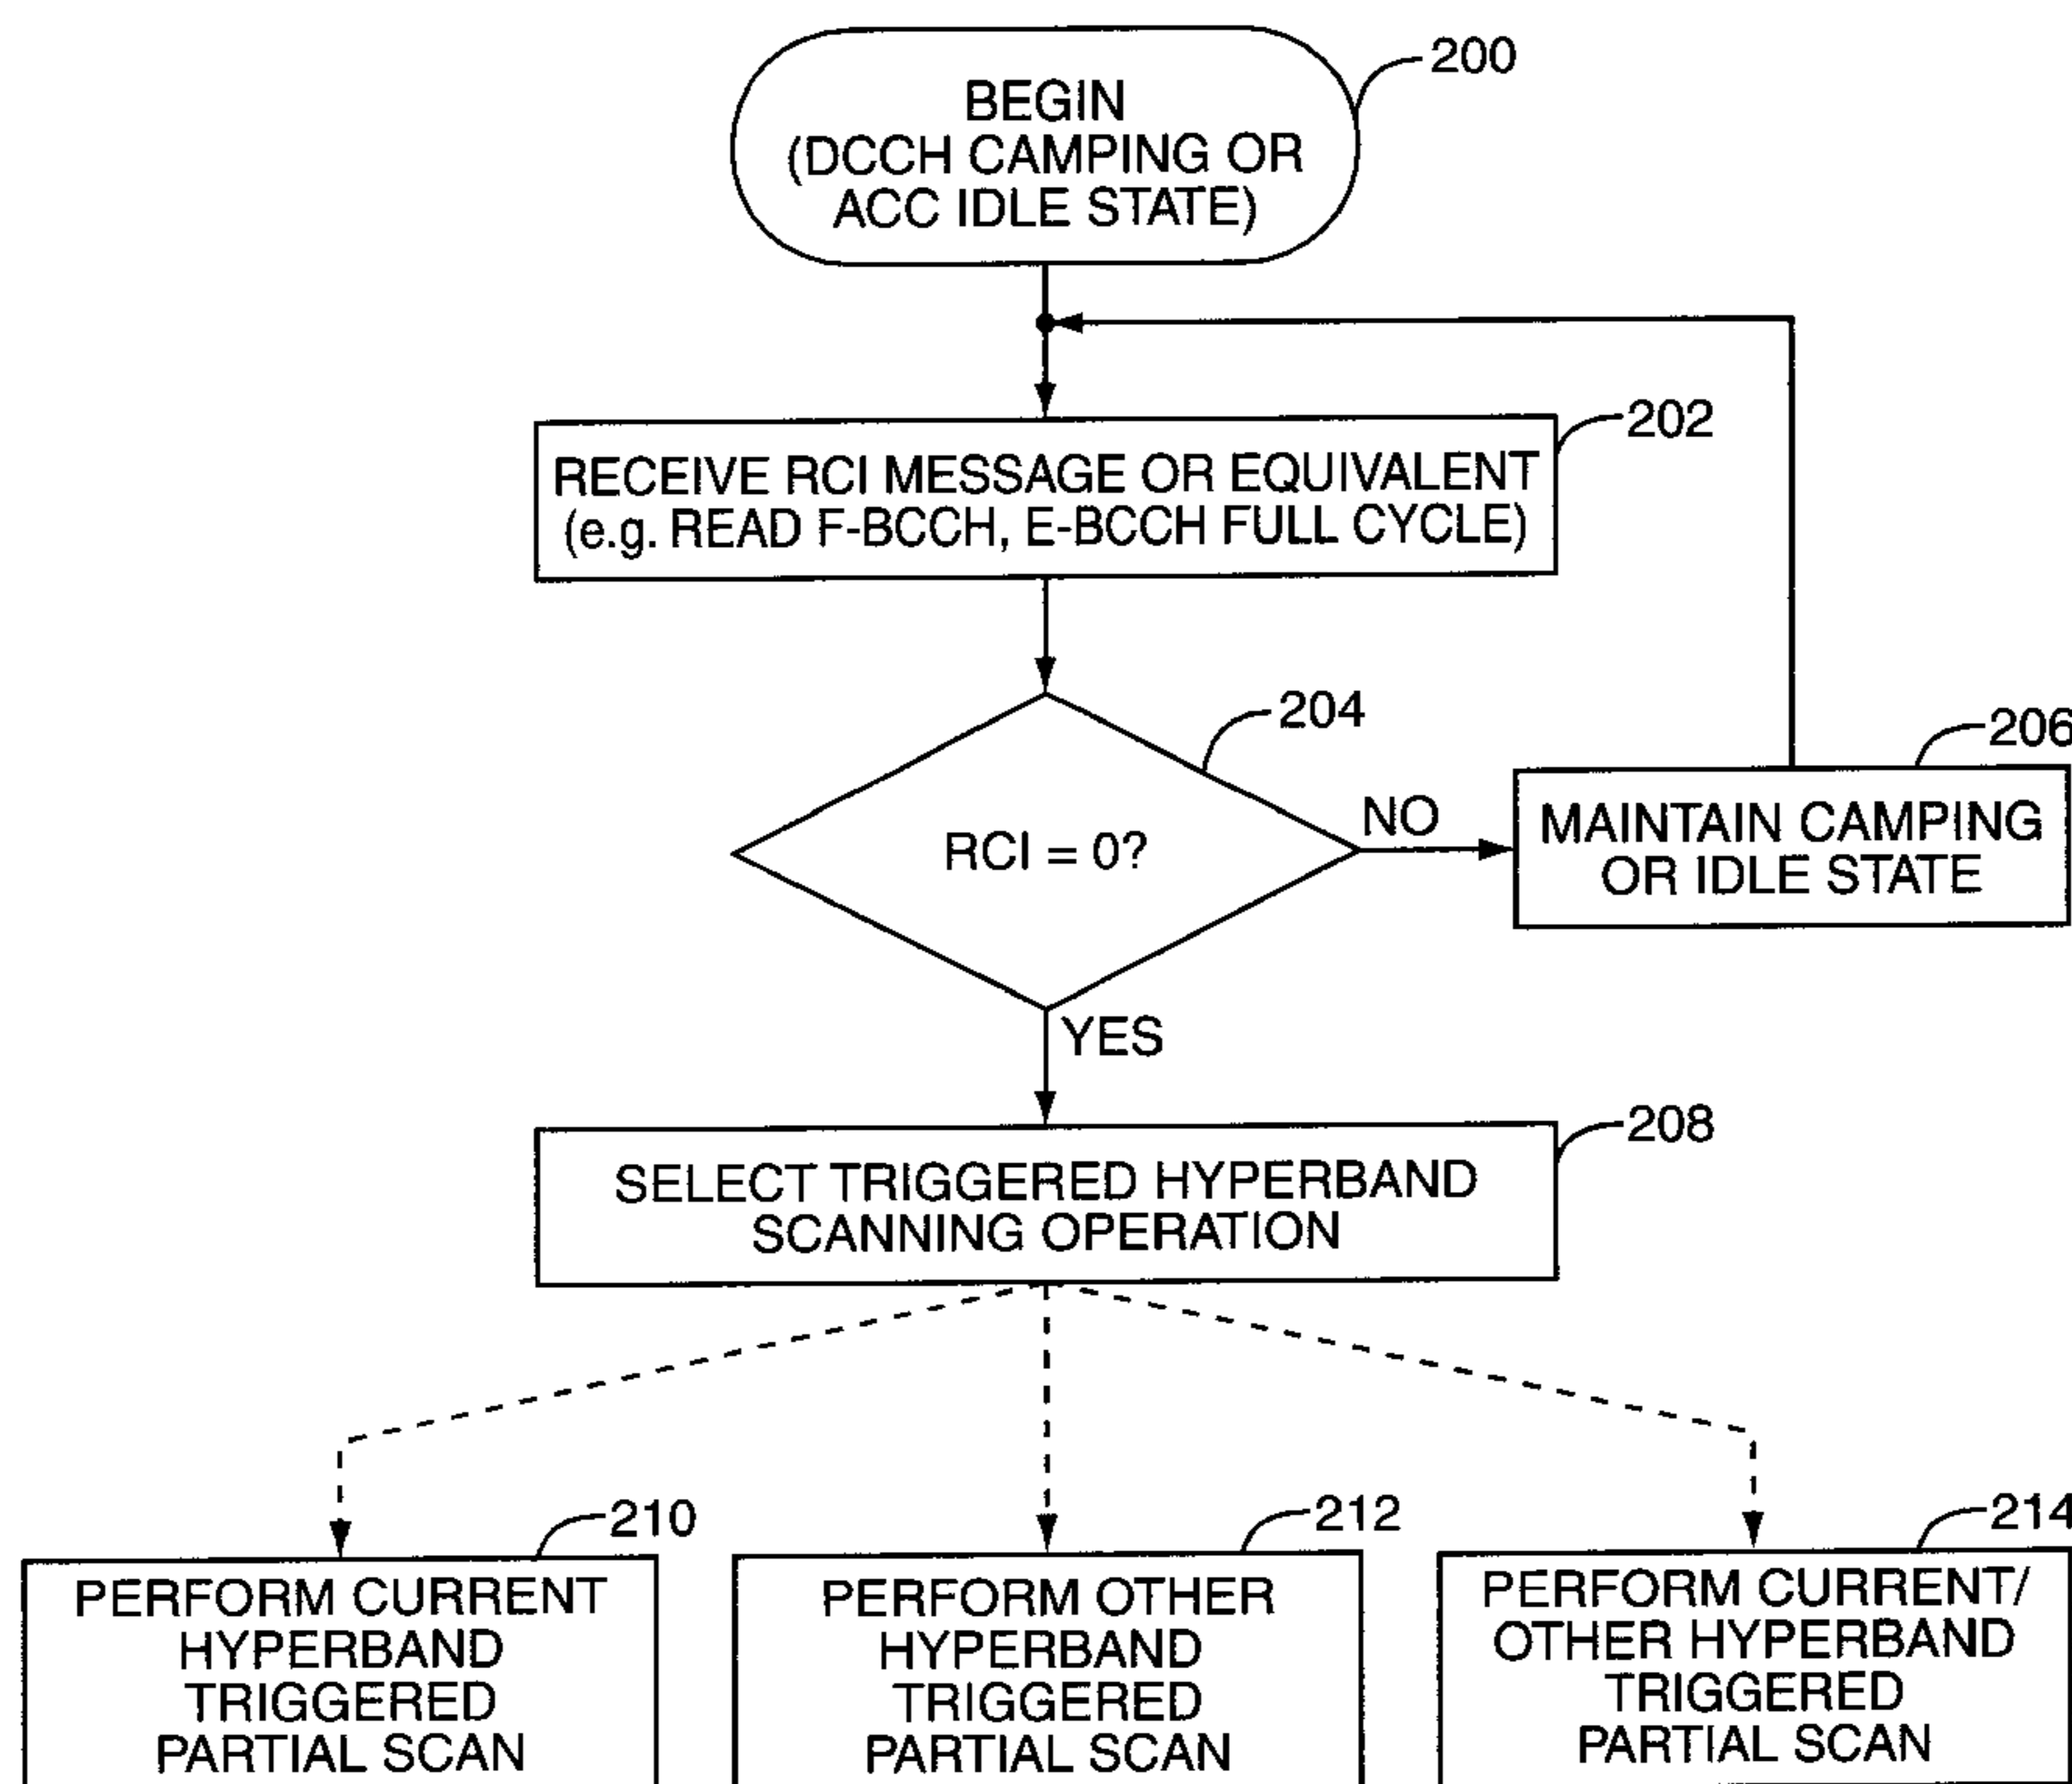 200
BEGIN
(DCCH CAMPING OR
ACC IDLE STATE)
202
RECEIVE RCI MESSAGE OR EQUIVALENT
(e.g. READ F-BCCH, E-BCCH FULL CYCLE)
204
RCI = 0?
NO
206
MAINTAIN CAMPING
OR IDLE STATE
YES
208
SELECT TRIGGERED HYPERBAND
SCANNING OPERATION
210
PERFORM CURRENT
HYPERBAND
TRIGGERED
PARTIAL SCAN
212
PERFORM OTHER
HYPERBAND
TRIGGERED
PARTIAL SCAN
214
PERFORM CURRENT/
OTHER HYPERBAND
TRIGGERED
PARTIAL SCAN